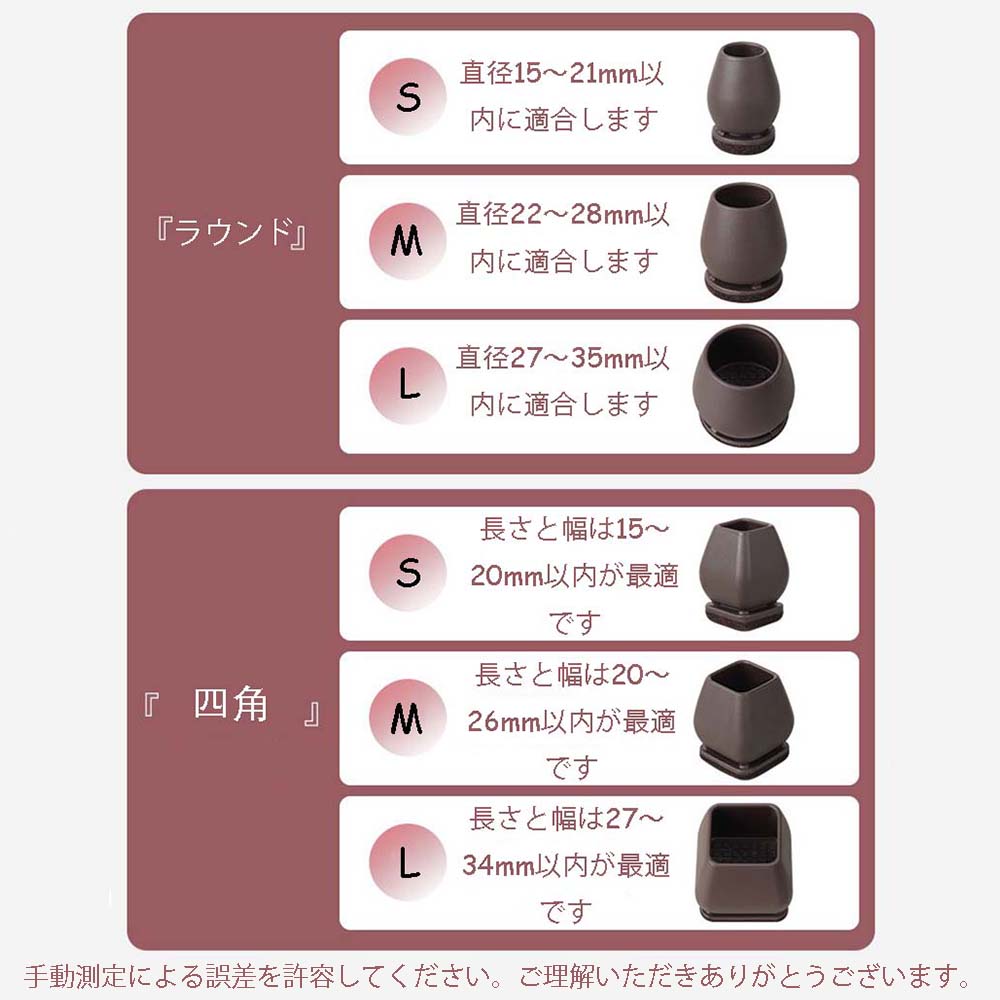 『ラウンド』
S
直径15～21mm以
内に適合します
M
直径22～28mm以
内に適合します
L
直径27～35mm以
内に適合します
『 四角 』
S
長さと幅は15～
20mm以内が最適
です
M
長さと幅は20～
26mm以内が最適
です
L
長さと幅は27～
34mm以内が最適
です
手動測定による誤差を許容してください。ご理解いただきありがとうございます。